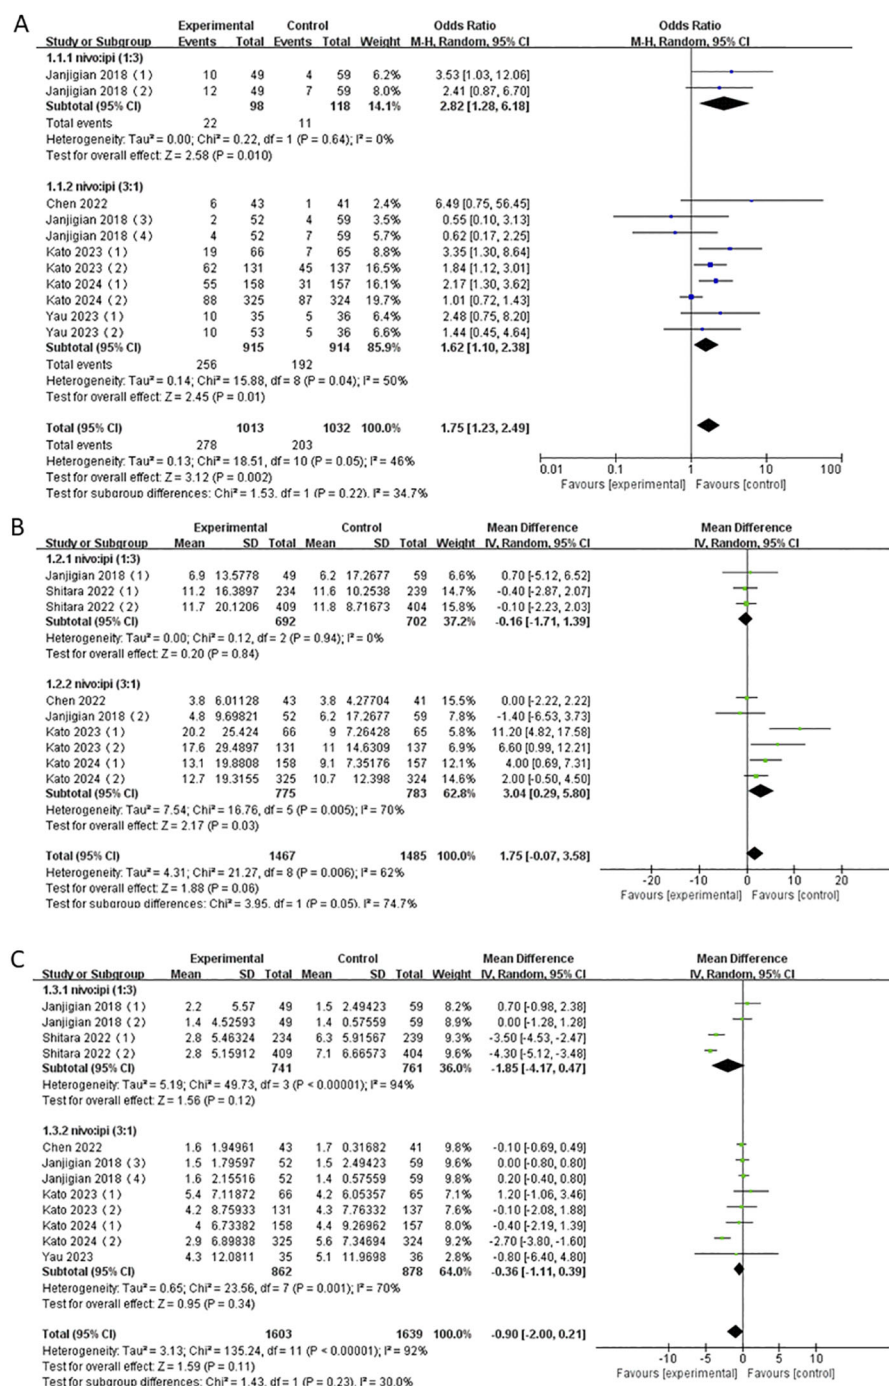 A
Experimental Control Odds Ratio Odds Ratio
Study or Subgroup Events Total Events Total Weight M-H, Random, 95% CI M-H, Random, 95% CI
1.1.1 nivo:ipi (1:3)
Janjigian 2018 (1) 10 49 4 59 6.2% 3.53 [1.03, 12.06]
Janjigian 2018 (2) 12 49 7 59 8.0% 2.41 [0.87, 6.70]
Subtotal (95% CI) 98 118 14.1% 2.82 [1.28, 6.18]
Total events 22 11
Heterogeneity: Tau² = 0.00; Chi² = 0.22, df = 1 (P = 0.64); I² = 0%
Test for overall effect: Z = 2.58 (P = 0.010)
1.1.2 nivo:ipi (3:1)
Chen 2022 6 43 1 41 2.4% 6.49 [0.75, 56.45]
Janjigian 2018 (3) 2 52 4 59 3.5% 0.55 [0.10, 3.13]
Janjigian 2018 (4) 4 52 7 59 5.7% 0.62 [0.17, 2.25]
Kato 2023 (1) 19 66 7 65 8.8% 3.35 [1.30, 8.64]
Kato 2023 (2) 62 131 45 137 16.5% 1.84 [1.12, 3.01]
Kato 2024 (1) 55 158 31 157 16.1% 2.17 [1.30, 3.62]
Kato 2024 (2) 88 325 87 324 19.7% 1.01 [0.72, 1.43]
Yau 2023 (1) 10 35 5 36 6.4% 2.48 [0.75, 8.20]
Yau 2023 (2) 10 53 5 36 6.6% 1.44 [0.45, 4.64]
Subtotal (95% CI) 915 914 85.9% 1.62 [1.10, 2.38]
Total events 256 192
Heterogeneity: Tau² = 0.14; Chi² = 15.88, df = 8 (P = 0.04); I² = 50%
Test for overall effect: Z = 2.45 (P = 0.01)
Total (95% CI) 1013 1032 100.0% 1.75 [1.23, 2.49]
Total events 278 203
Heterogeneity: Tau² = 0.13; Chi² = 18.51, df = 10 (P = 0.05); I² = 46%
Test for overall effect: Z = 3.12 (P = 0.002)
Test for subgroup differences: Chi² = 1.53, df = 1 (P = 0.22), I² = 34.7%
0.01 0.1 1 10 100
Favours [experimental] Favours [control]
B
Experimental Control Mean Difference Mean Difference
Study or Subgroup Mean SD Total Mean SD Total Weight IV, Random, 95% CI IV, Random, 95% CI
1.2.1 nivo:ipi (1:3)
Janjigian 2018 (1) 6.9 13.5778 49 6.2 17.2677 59 6.6% 0.70 [-5.12, 6.52]
Shitara 2022 (1) 11.2 16.3897 234 11.6 10.2538 239 14.7% -0.40 [-2.87, 2.07]
Shitara 2022 (2) 11.7 20.1206 409 11.8 8.71673 404 15.8% -0.10 [-2.23, 2.03]
Subtotal (95% CI) 692 702 37.2% -0.16 [-1.71, 1.39]
Heterogeneity: Tau² = 0.00; Chi² = 0.12, df = 2 (P = 0.94); I² = 0%
Test for overall effect: Z = 0.20 (P = 0.84)
1.2.2 nivo:ipi (3:1)
Chen 2022 3.8 6.01128 43 3.8 4.27704 41 15.5% 0.00 [-2.22, 2.22]
Janjigian 2018 (2) 4.8 9.69821 52 6.2 17.2677 59 7.8% -1.40 [-6.53, 3.73]
Kato 2023 (1) 20.2 25.424 66 9 7.26428 65 5.8% 11.20 [4.82, 17.58]
Kato 2023 (2) 17.6 29.4897 131 11 14.6309 137 6.9% 6.60 [0.99, 12.21]
Kato 2024 (1) 13.1 19.8808 158 9.1 7.35176 157 12.1% 4.00 [0.69, 7.31]
Kato 2024 (2) 12.7 19.3155 325 10.7 12.398 324 14.6% 2.00 [-0.50, 4.50]
Subtotal (95% CI) 775 783 62.8% 3.04 [0.29, 5.80]
Heterogeneity: Tau² = 7.54; Chi² = 16.76, df = 5 (P = 0.005); I² = 70%
Test for overall effect: Z = 2.17 (P = 0.03)
Total (95% CI) 1467 1485 100.0% 1.75 [-0.07, 3.58]
Heterogeneity: Tau² = 4.31; Chi² = 21.27, df = 8 (P = 0.006); I² = 62%
Test for overall effect: Z = 1.88 (P = 0.06)
Test for subgroup differences: Chi² = 3.95, df = 1 (P = 0.05), I² = 74.7%
-20 -10 0 10 20
Favours [experimental] Favours [control]
C
Experimental Control Mean Difference Mean Difference
Study or Subgroup Mean SD Total Mean SD Total Weight IV, Random, 95% CI IV, Random, 95% CI
1.3.1 nivo:ipi (1:3)
Janjigian 2018 (1) 2.2 5.57 49 1.5 2.49423 59 8.2% 0.70 [-0.98, 2.38]
Janjigian 2018 (2) 1.4 4.52593 49 1.4 0.57559 59 8.9% 0.00 [-1.28, 1.28]
Shitara 2022 (1) 2.8 5.46324 234 6.3 5.91567 239 9.3% -3.50 [-4.53, -2.47]
Shitara 2022 (2) 2.8 5.15912 409 7.1 6.66573 404 9.6% -4.30 [-5.12, -3.48]
Subtotal (95% CI) 741 761 36.0% -1.85 [-4.17, 0.47]
Heterogeneity: Tau² = 5.19; Chi² = 49.73, df = 3 (P < 0.00001); I² = 94%
Test for overall effect: Z = 1.56 (P = 0.12)
1.3.2 nivo:ipi (3:1)
Chen 2022 1.6 1.94961 43 1.7 0.31682 41 9.8% -0.10 [-0.69, 0.49]
Janjigian 2018 (3) 1.5 1.79597 52 1.5 2.49423 59 9.6% 0.00 [-0.80, 0.80]
Janjigian 2018 (4) 1.6 2.15516 52 1.4 0.57559 59 9.8% 0.20 [-0.40, 0.80]
Kato 2023 (1) 5.4 7.11872 66 4.2 6.05357 65 7.1% 1.20 [-1.06, 3.46]
Kato 2023 (2) 4.2 8.75933 131 4.3 7.76332 137 7.6% -0.10 [-2.08, 1.88]
Kato 2024 (1) 4 6.73382 158 4.4 9.26962 157 8.0% -0.40 [-2.19, 1.39]
Kato 2024 (2) 2.9 6.89838 325 5.6 7.34694 324 9.2% -2.70 [-3.80, -1.60]
Yau 2023 4.3 12.0811 35 5.1 11.9698 36 2.8% -0.80 [-6.40, 4.80]
Subtotal (95% CI) 862 878 64.0% -0.36 [-1.11, 0.39]
Heterogeneity: Tau² = 0.65; Chi² = 23.56, df = 7 (P = 0.001); I² = 70%
Test for overall effect: Z = 0.95 (P = 0.34)
Total (95% CI) 1603 1639 100.0% -0.90 [-2.00, 0.21]
Heterogeneity: Tau² = 3.13; Chi² = 135.24, df = 11 (P < 0.00001); I² = 92%
Test for overall effect: Z = 1.59 (P = 0.11)
Test for subgroup differences: Chi² = 1.43, df = 1 (P = 0.23), I² = 30.0%
-10 -5 0 5 10
Favours [experimental] Favours [control]